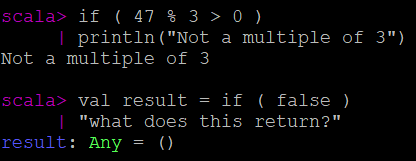 scala> if ( 47 % 3 > 0 )
| println("Not a multiple of 3")
Not a multiple of 3
scala> val result = if ( false )
| "what does this return?"
result: Any = ()